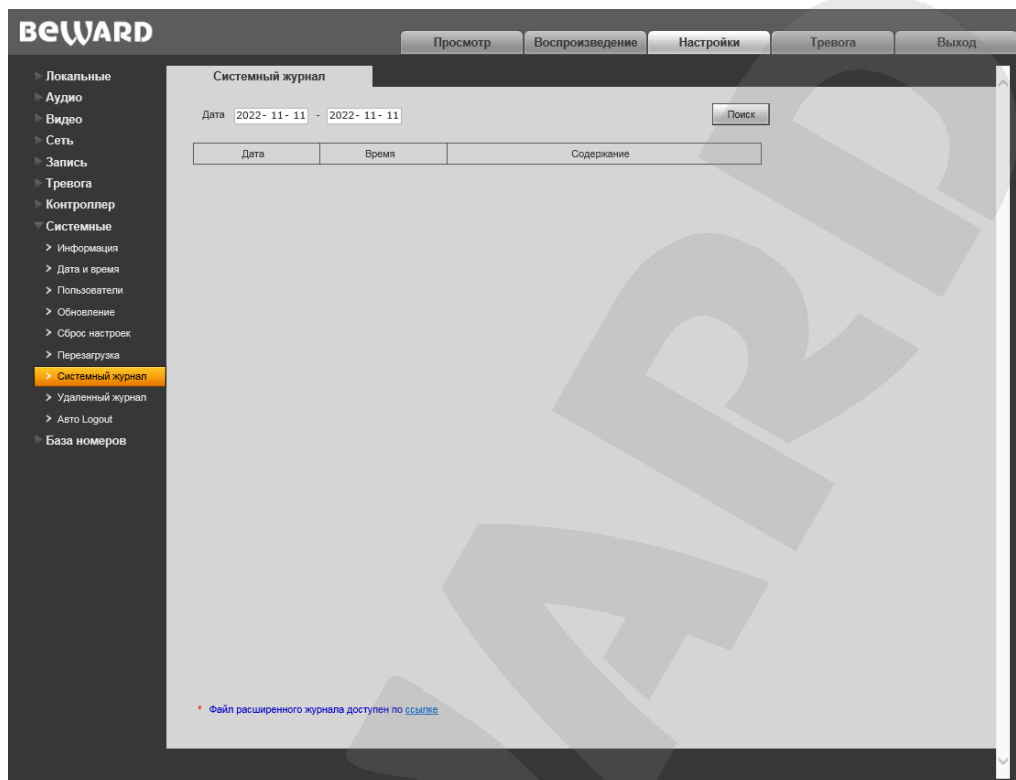 BEWARD
Просмотр Воспроизведение Настройки Тревога Выход
Локальные
Аудио
Видео
Сеть
Запись
Тревога
Контроллер
Системные
Информация
Дата и время
Пользователи
Обновление
Сброс настроек
Перезагрузка
Системный журнал
Удаленный журнал
Авто Logout
База номеров
Системный журнал
Дата 2022- 11- 11 - 2022- 11- 11 Поиск
Дата Время Содержание
* Файл расширенного журнала доступен по ссылке